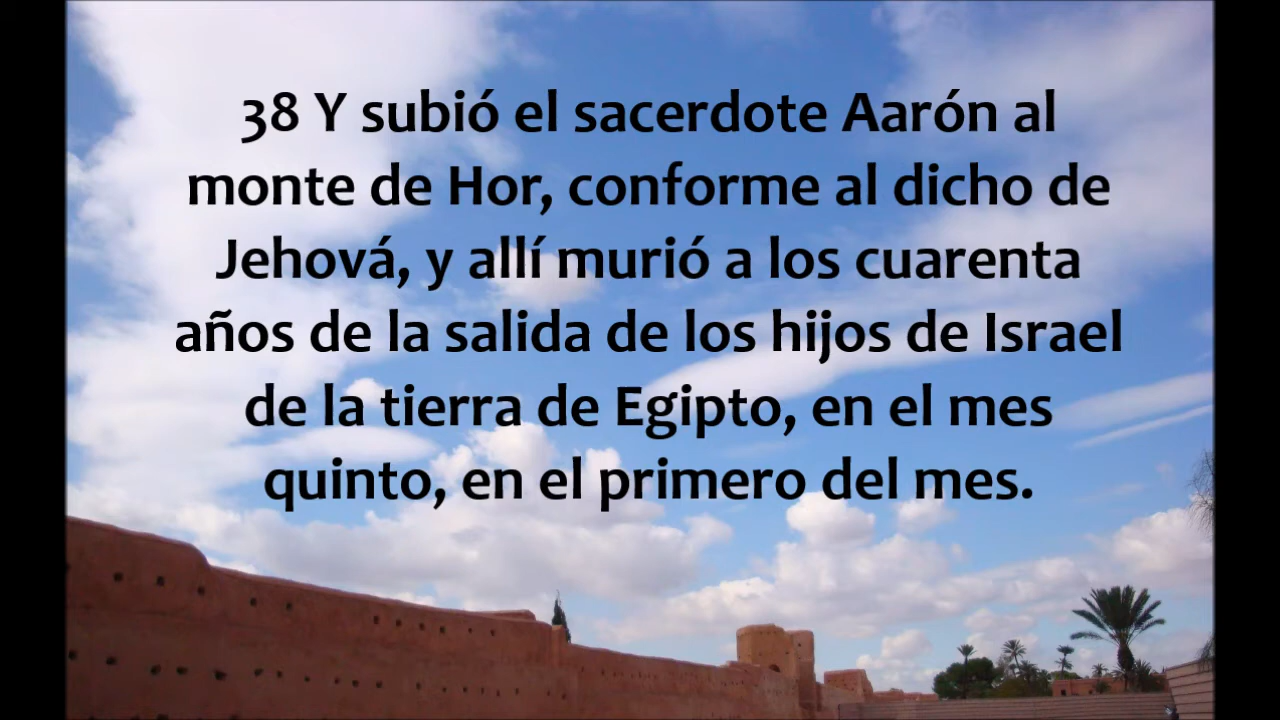 38 Y subió el sacerdote Aarón al
monte de Hor, conforme al dicho de
Jehová, y allí murió a los cuarenta
años de la salida de los hijos de Israel
de la tierra de Egipto, en el mes
quinto, en el primero del mes.